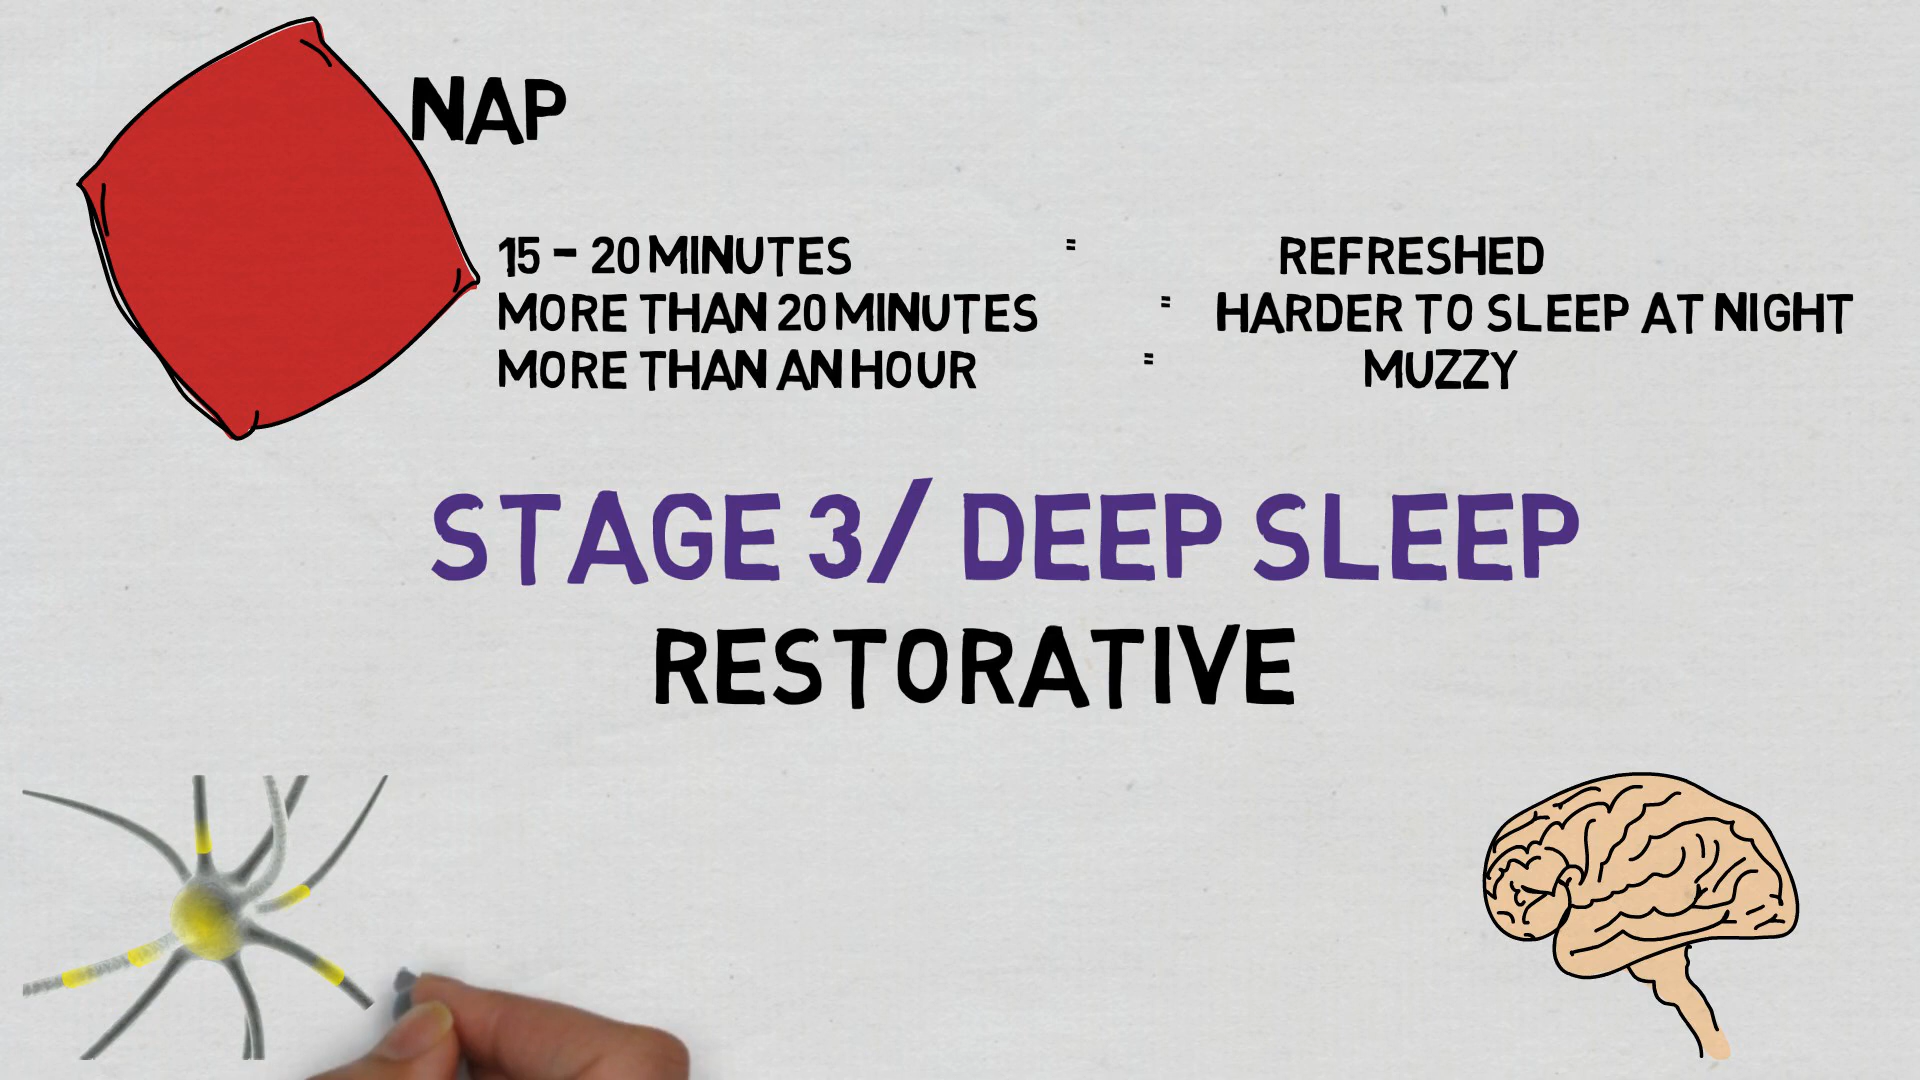 NAP
15 - 20 MINUTES = REFRESHED
MORE THAN 20 MINUTES = HARDER TO SLEEP AT NIGHT
MORE THAN AN HOUR = MUZZY
STAGE 3/ DEEP SLEEP
RESTORATIVE